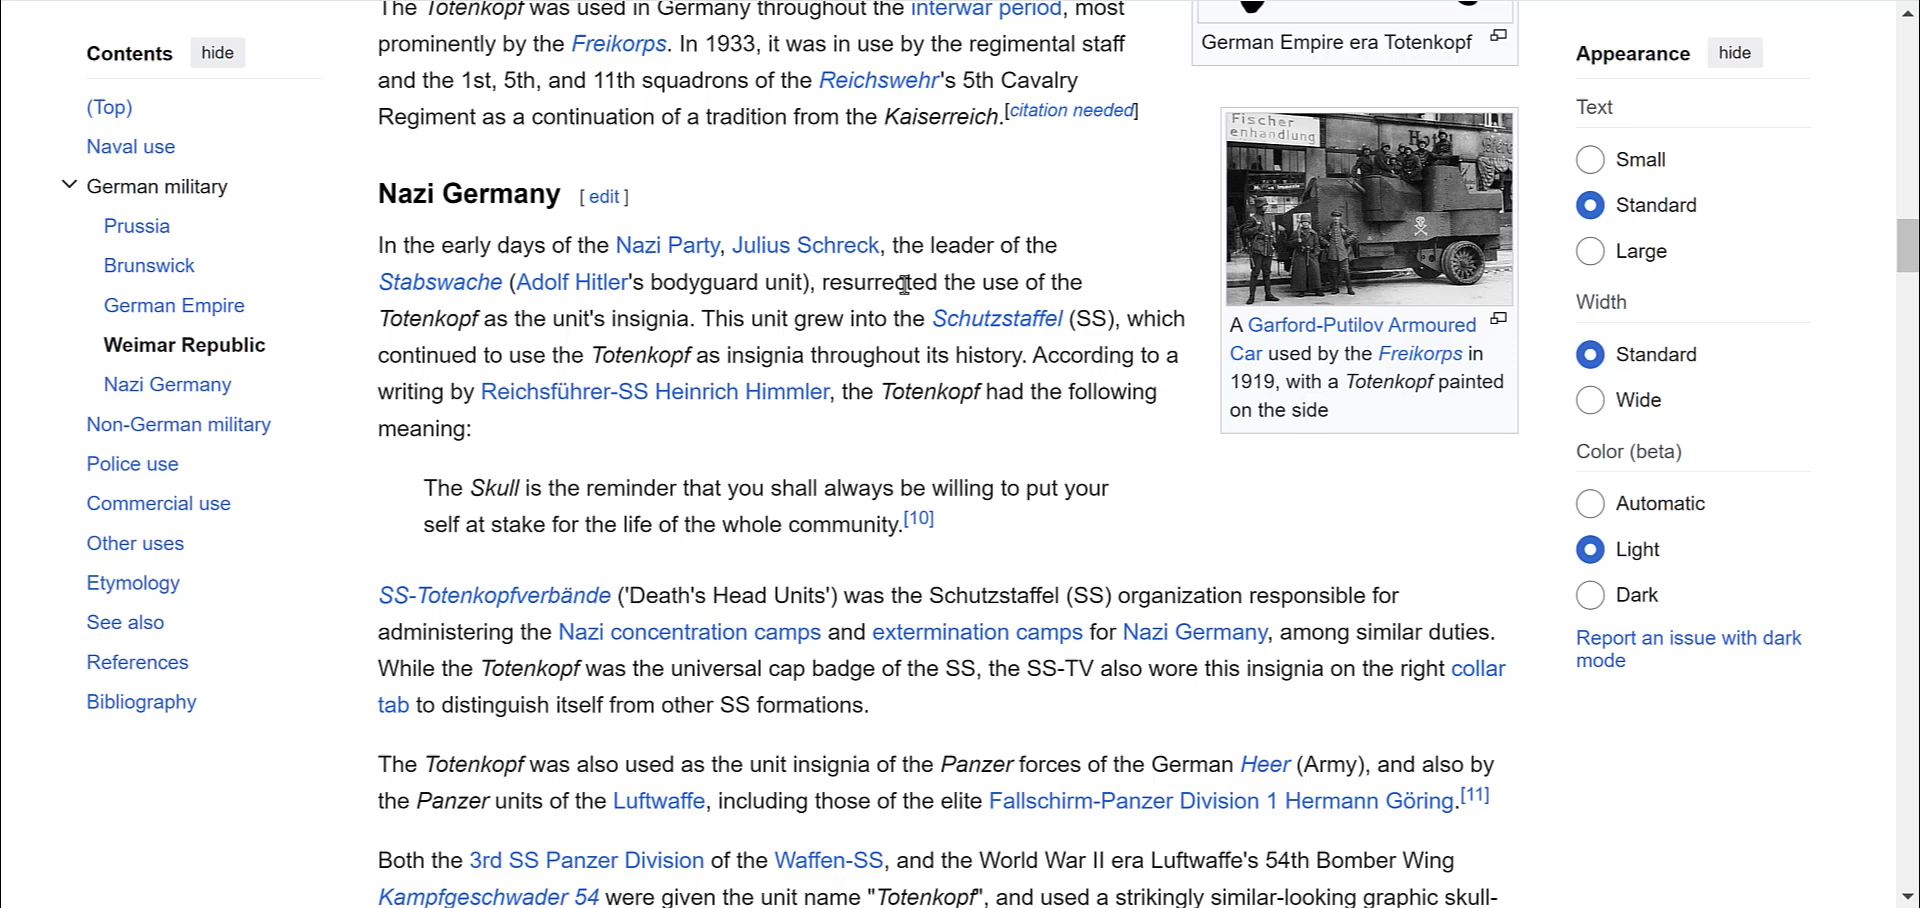 Contents hide
(Top)
Naval use
German military
Prussia
Brunswick
German Empire
Weimar Republic
Nazi Germany
Non-German military
Police use
Commercial use
Other uses
Etymology
See also
References
Bibliography
The Totenkopf was used in Germany throughout the interwar period, most
prominently by the Freikorps. In 1933, it was in use by the regimental staff
and the 1st, 5th, and 11th squadrons of the Reichswehr's 5th Cavalry
Regiment as a continuation of a tradition from the Kaiserreich.[citation needed]
Nazi Germany [ edit ]
In the early days of the Nazi Party, Julius Schreck, the leader of the
Stabswache (Adolf Hitler's bodyguard unit), resurrected the use of the
Totenkopf as the unit's insignia. This unit grew into the Schutzstaffel (SS), which
continued to use the Totenkopf as insignia throughout its history. According to a
writing by Reichsführer-SS Heinrich Himmler, the Totenkopf had the following
meaning:
The Skull is the reminder that you shall always be willing to put your
self at stake for the life of the whole community.[10]
SS-Totenkopfverbände ('Death's Head Units') was the Schutzstaffel (SS) organization responsible for
administering the Nazi concentration camps and extermination camps for Nazi Germany, among similar duties.
While the Totenkopf was the universal cap badge of the SS, the SS-TV also wore this insignia on the right collar
tab to distinguish itself from other SS formations.
The Totenkopf was also used as the unit insignia of the Panzer forces of the German Heer (Army), and also by
the Panzer units of the Luftwaffe, including those of the elite Fallschirm-Panzer Division 1 Hermann Göring.[11]
Both the 3rd SS Panzer Division of the Waffen-SS, and the World War II era Luftwaffe's 54th Bomber Wing
Kampfgeschwader 54 were given the unit name "Totenkopf", and used a strikingly similar-looking graphic skull-
German Empire era Totenkopf
Fischer
enhandlung
A Garford-Putilov Armoured
Car used by the Freikorps in
1919, with a Totenkopf painted
on the side
Appearance hide
Text
Small
Standard
Large
Width
Standard
Wide
Color (beta)
Automatic
Light
Dark
Report an issue with dark
mode